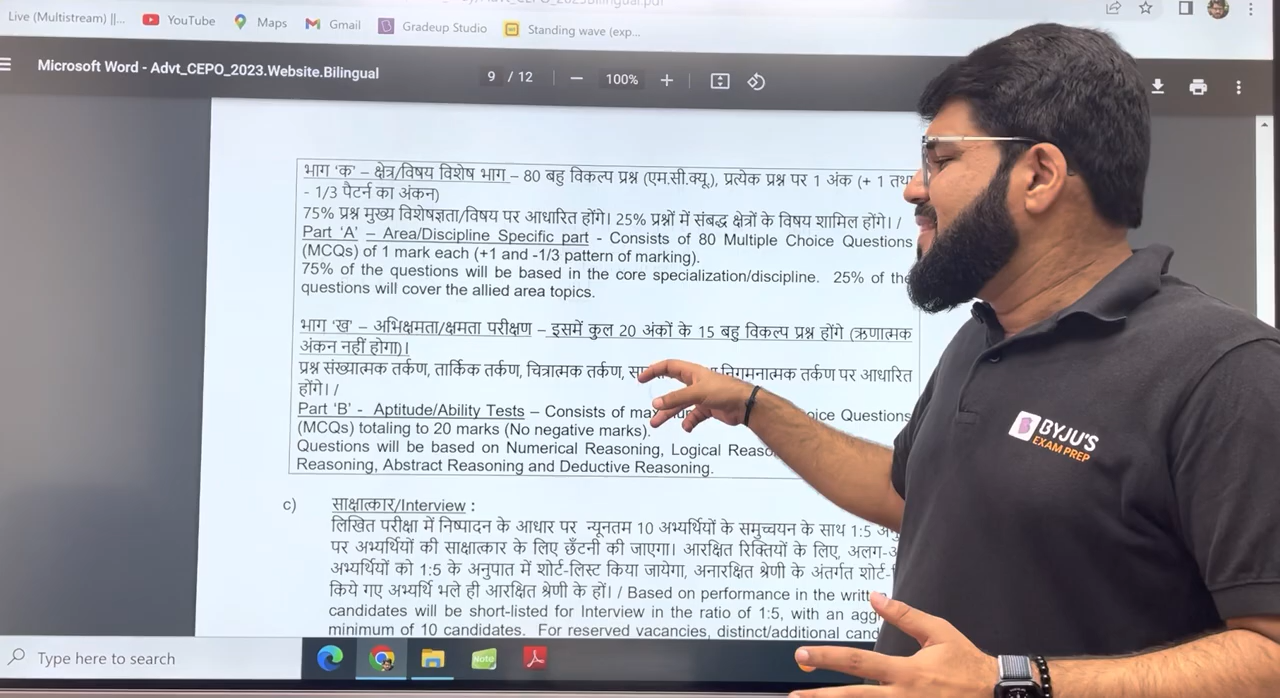 Live (Multistream) ||...
YouTube
Maps
Gmail
Gradeup Studio
Standing wave (exp...
Microsoft Word - Advt_CEPO_2023.Website.Bilingual
9 / 12
100%
भाग 'क' – क्षेत्र/विषय विशेष भाग – 80 बहु विकल्प प्रश्न (एम.सी.क्यू.), प्रत्येक प्रश्न पर 1 अंक (+ 1
- 1/3 पैटर्न का अंकन)
75% प्रश्न मुख्य विशेषज्ञता/विषय पर आधारित होंगे। 25% प्रश्नों में संबद्ध क्षेत्रों के विषय शामिल होंगे। /
Part 'A' – Area/Discipline Specific part - Consists of 80 Multiple Choice Questions
(MCQs) of 1 mark each (+1 and -1/3 pattern of marking).
75% of the questions will be based in the core specialization/discipline. 25% of the
questions will cover the allied area topics.
भाग 'ख' – अभिक्षमता/क्षमता परीक्षण – इसमें कुल 20 अंकों के 15 बहु विकल्प प्रश्न होंगे (ऋणात्मक
अंकन नहीं होगा)।
प्रश्न संख्यात्मक तर्कण, तार्किक तर्कण, चित्रात्मक तर्कण, निगमनात्मक तर्कण पर आधारित
होंगे। /
Part 'B' - Aptitude/Ability Tests – Consists of Questions
(MCQs) totaling to 20 marks (No negative marks).
Questions will be based on Numerical Reasoning, Logical
Reasoning, Abstract Reasoning and Deductive Reasoning.
c) साक्षात्कार/Interview :
लिखित परीक्षा में निष्पादन के आधार पर न्यूनतम 10 अभ्यर्थियों के समुच्चयन के साथ 1:5
पर अभ्यर्थियों की साक्षात्कार के लिए छँटनी की जाएगा। आरक्षित रिक्तियों के लिए,
अभ्यर्थियों को 1:5 के अनुपात में शोर्ट-लिस्ट किया जायेगा, अनारक्षित श्रेणी के अंतर्गत शोर्ट-
किये गए अभ्यर्थि भले ही आरक्षित श्रेणी के हों। / Based on performance in the
candidates will be short-listed for Interview in the ratio of 1:5, with an
minimum of 10 candidates. For reserved vacancies, distinct/additional
Type here to search
Note
BYJU'S
EXAM PREP